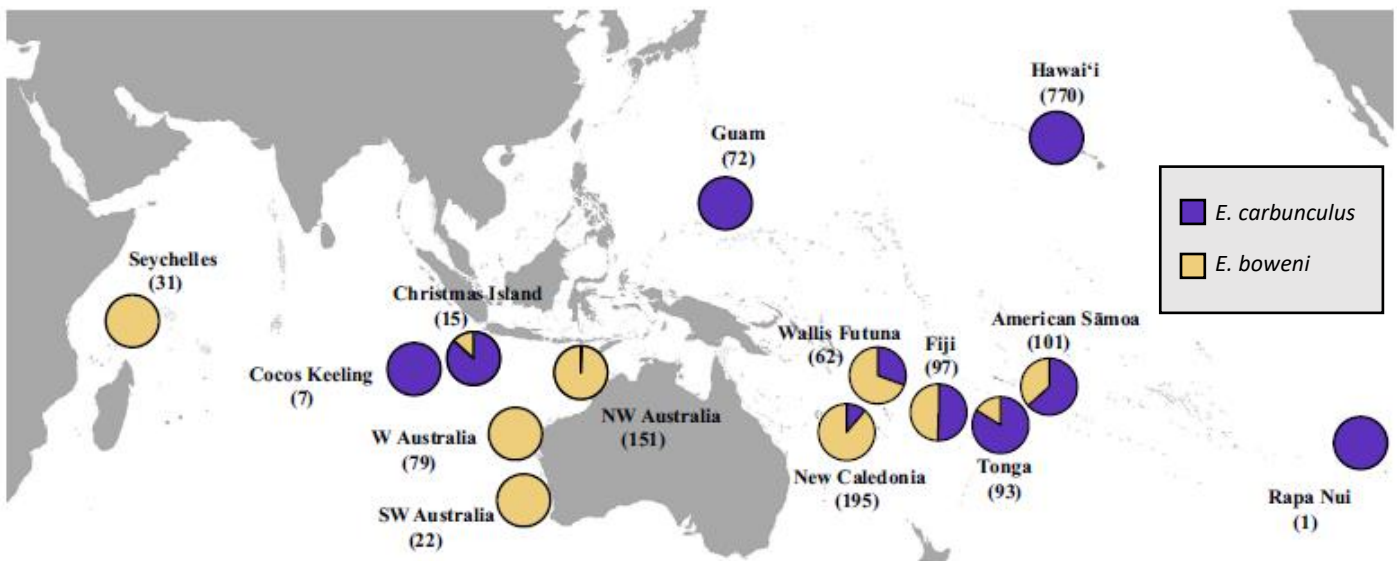 Hawai‘i
(770)
Guam
(72)
E. carbunculus
E. boweni
Seychelles
(31)
Christmas Island
(15)
Cocos Keeling
(7)
NW Australia
(151)
W Australia
(79)
SW Australia
(22)
Wallis Futuna
(62)
Fiji
(97)
American Sāmoa
(101)
New Caledonia
(195)
Tonga
(93)
Rapa Nui
(1)